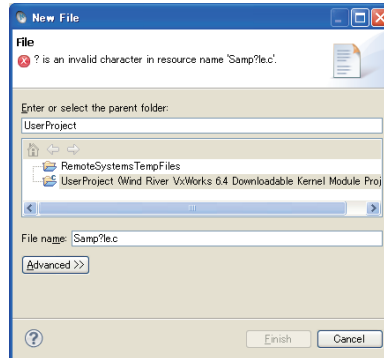 New File
File
? is an invalid character in resource name 'Samp?le.c'.
Enter or select the parent folder:
UserProject
RemoteSystemsTempFiles
UserProject (Wind River VxWorks 6.4 Downloadable Kernel Module Proj
File name: Samp?le.c
Advanced >>
Finish Cancel